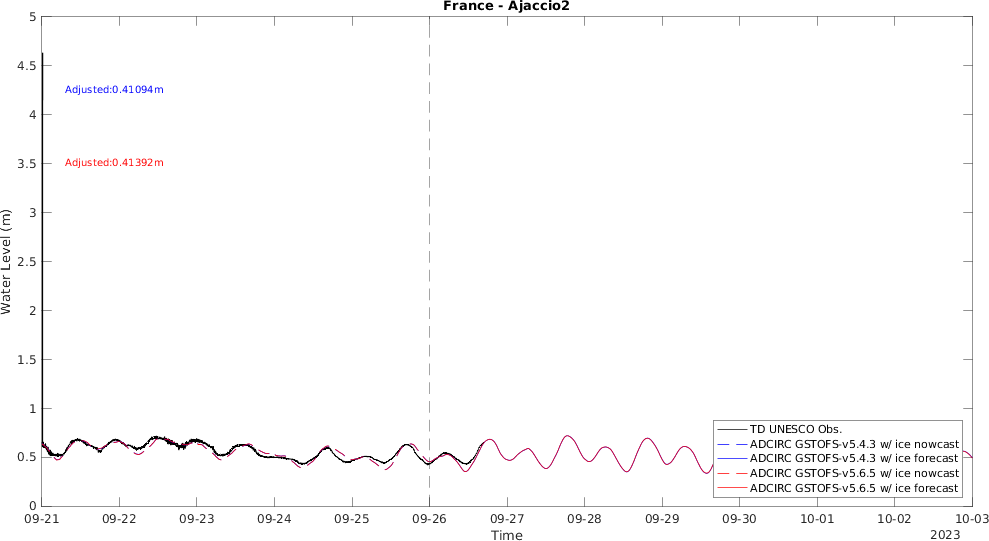 France - Ajaccio2
5
4.5
Adjusted:0.41094m
4
3.5
Adjusted:0.41392m
3
2.5
2
1.5
1
0.5
0
Water Level (m)
TD UNESCO Obs.
ADCIRC GSTOFS-v5.4.3 w/ ice nowcast
ADCIRC GSTOFS-v5.4.3 w/ ice forecast
ADCIRC GSTOFS-v5.6.5 w/ ice nowcast
ADCIRC GSTOFS-v5.6.5 w/ ice forecast
09-21 09-22 09-23 09-24 09-25 09-26 09-27 09-28 09-29 09-30 10-01 10-02 10-03
Time
2023